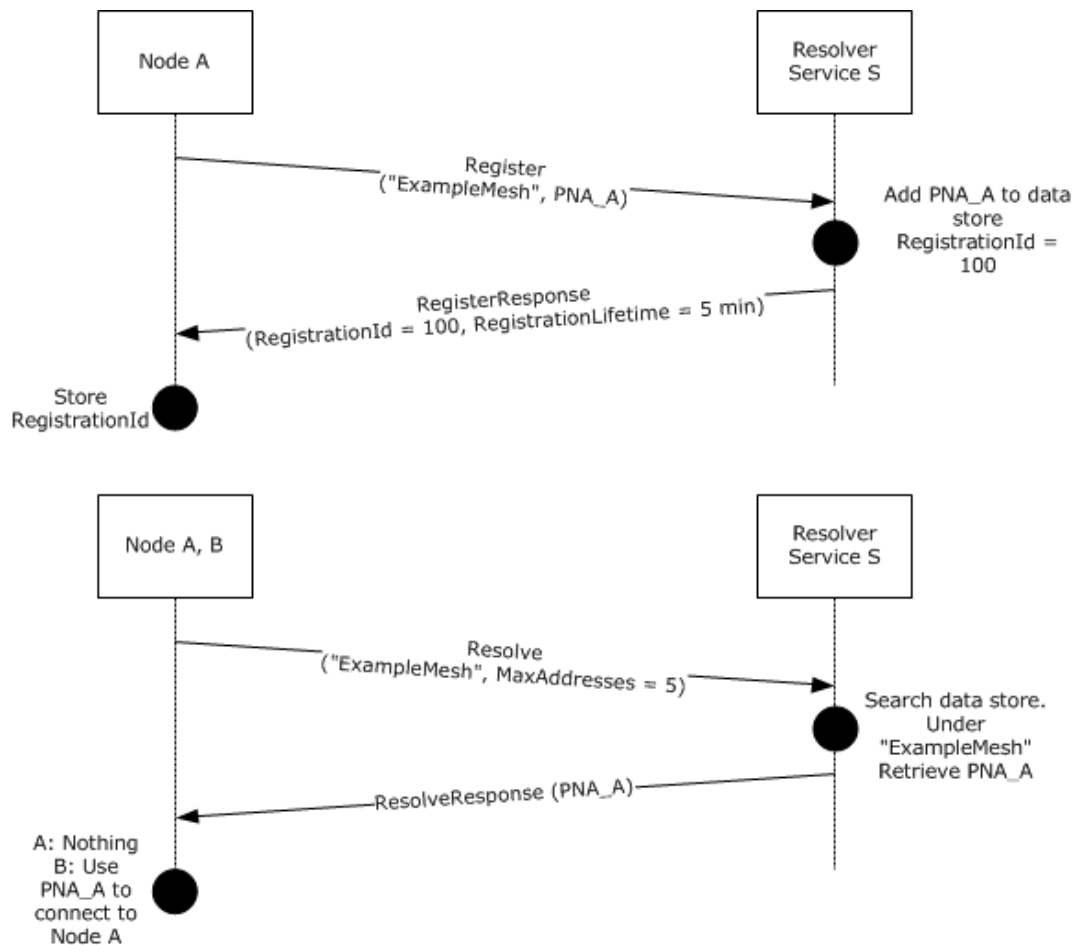 Node A
Resolver
Service S
Register
("ExampleMesh", PNA_A)
Add PNA_A to data
store
RegistrationId =
100
RegisterResponse
(RegistrationId = 100, RegistrationLifetime = 5 min)
Store
RegistrationId
Node A, B
Resolver
Service S
Resolve
("ExampleMesh", MaxAddresses = 5)
Search data store.
Under
"ExampleMesh"
Retrieve PNA_A
ResolveResponse (PNA_A)
A: Nothing
B: Use
PNA_A to
connect to
Node A